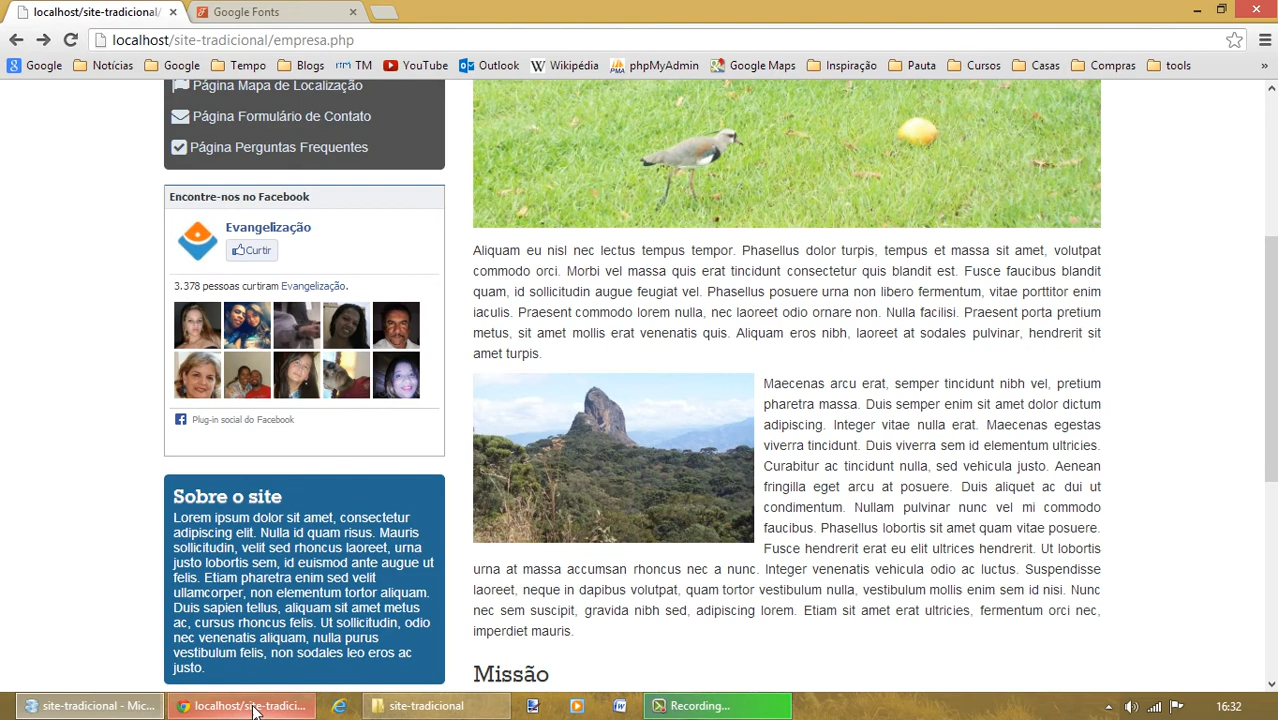 localhost/site-tradicional/
Google Fonts
localhost/site-tradicional/empresa.php
Google Notícias Google Tempo Blogs TM YouTube Outlook Wikipédia phpMyAdmin Google Maps Inspiração Pauta Cursos Casas Compras tools »
Página Mapa de Localização
Página Formulário de Contato
Página Perguntas Frequentes
Encontre-nos no Facebook
Evangelização
Curtir
3.378 pessoas curtiram Evangelização.
Plug-in social do Facebook
Sobre o site
Lorem ipsum dolor sit amet, consectetur
adipiscing elit. Nulla id quam risus. Mauris
sollicitudin, velit sed rhoncus laoreet, urna
justo lobortis sem, id euismod ante augue ut
felis. Etiam pharetra enim sed velit
ullamcorper, non elementum tortor aliquam.
Duis sapien tellus, aliquam sit amet metus
ac, cursus rhoncus felis. Ut sollicitudin, odio
nec venenatis aliquam, nulla purus
vestibulum felis, non sodales leo eros ac
justo.
Aliquam eu nisl nec lectus tempus tempor. Phasellus dolor turpis, tempus et massa sit amet, volutpat
commodo orci. Morbi vel massa quis erat tincidunt consectetur quis blandit est. Fusce faucibus blandit
quam, id sollicitudin augue feugiat vel. Phasellus posuere urna non libero fermentum, vitae porttitor enim
iaculis. Praesent commodo lorem nulla, nec laoreet odio ornare non. Nulla facilisi. Praesent porta pretium
metus, sit amet mollis erat venenatis quis. Aliquam eros nibh, laoreet at sodales pulvinar, hendrerit sit
amet turpis.
Maecenas arcu erat, semper tincidunt nibh vel, pretium
pharetra massa. Duis semper enim sit amet dolor dictum
adipiscing. Integer vitae nulla erat. Maecenas egestas
viverra tincidunt. Duis viverra sem id elementum ultricies.
Curabitur ac tincidunt nulla, sed vehicula justo. Aenean
fringilla eget arcu at posuere. Duis aliquet ac dui ut
condimentum. Nullam pulvinar nunc vel mi commodo
faucibus. Phasellus lobortis sit amet quam vitae posuere.
Fusce hendrerit erat eu elit ultrices hendrerit. Ut lobortis
urna at massa accumsan rhoncus nec a nunc. Integer venenatis vehicula odio ac luctus. Suspendisse
laoreet, neque in dapibus volutpat, quam tortor vestibulum nulla, vestibulum mollis enim sem id nisi. Nunc
nec sem suscipit, gravida nibh sed, adipiscing lorem. Etiam sit amet erat ultricies, fermentum orci nec,
imperdiet mauris.
Missão
site-tradicional - Mic...
localhost/site-tradici...
site-tradicional
Recording...
16:32